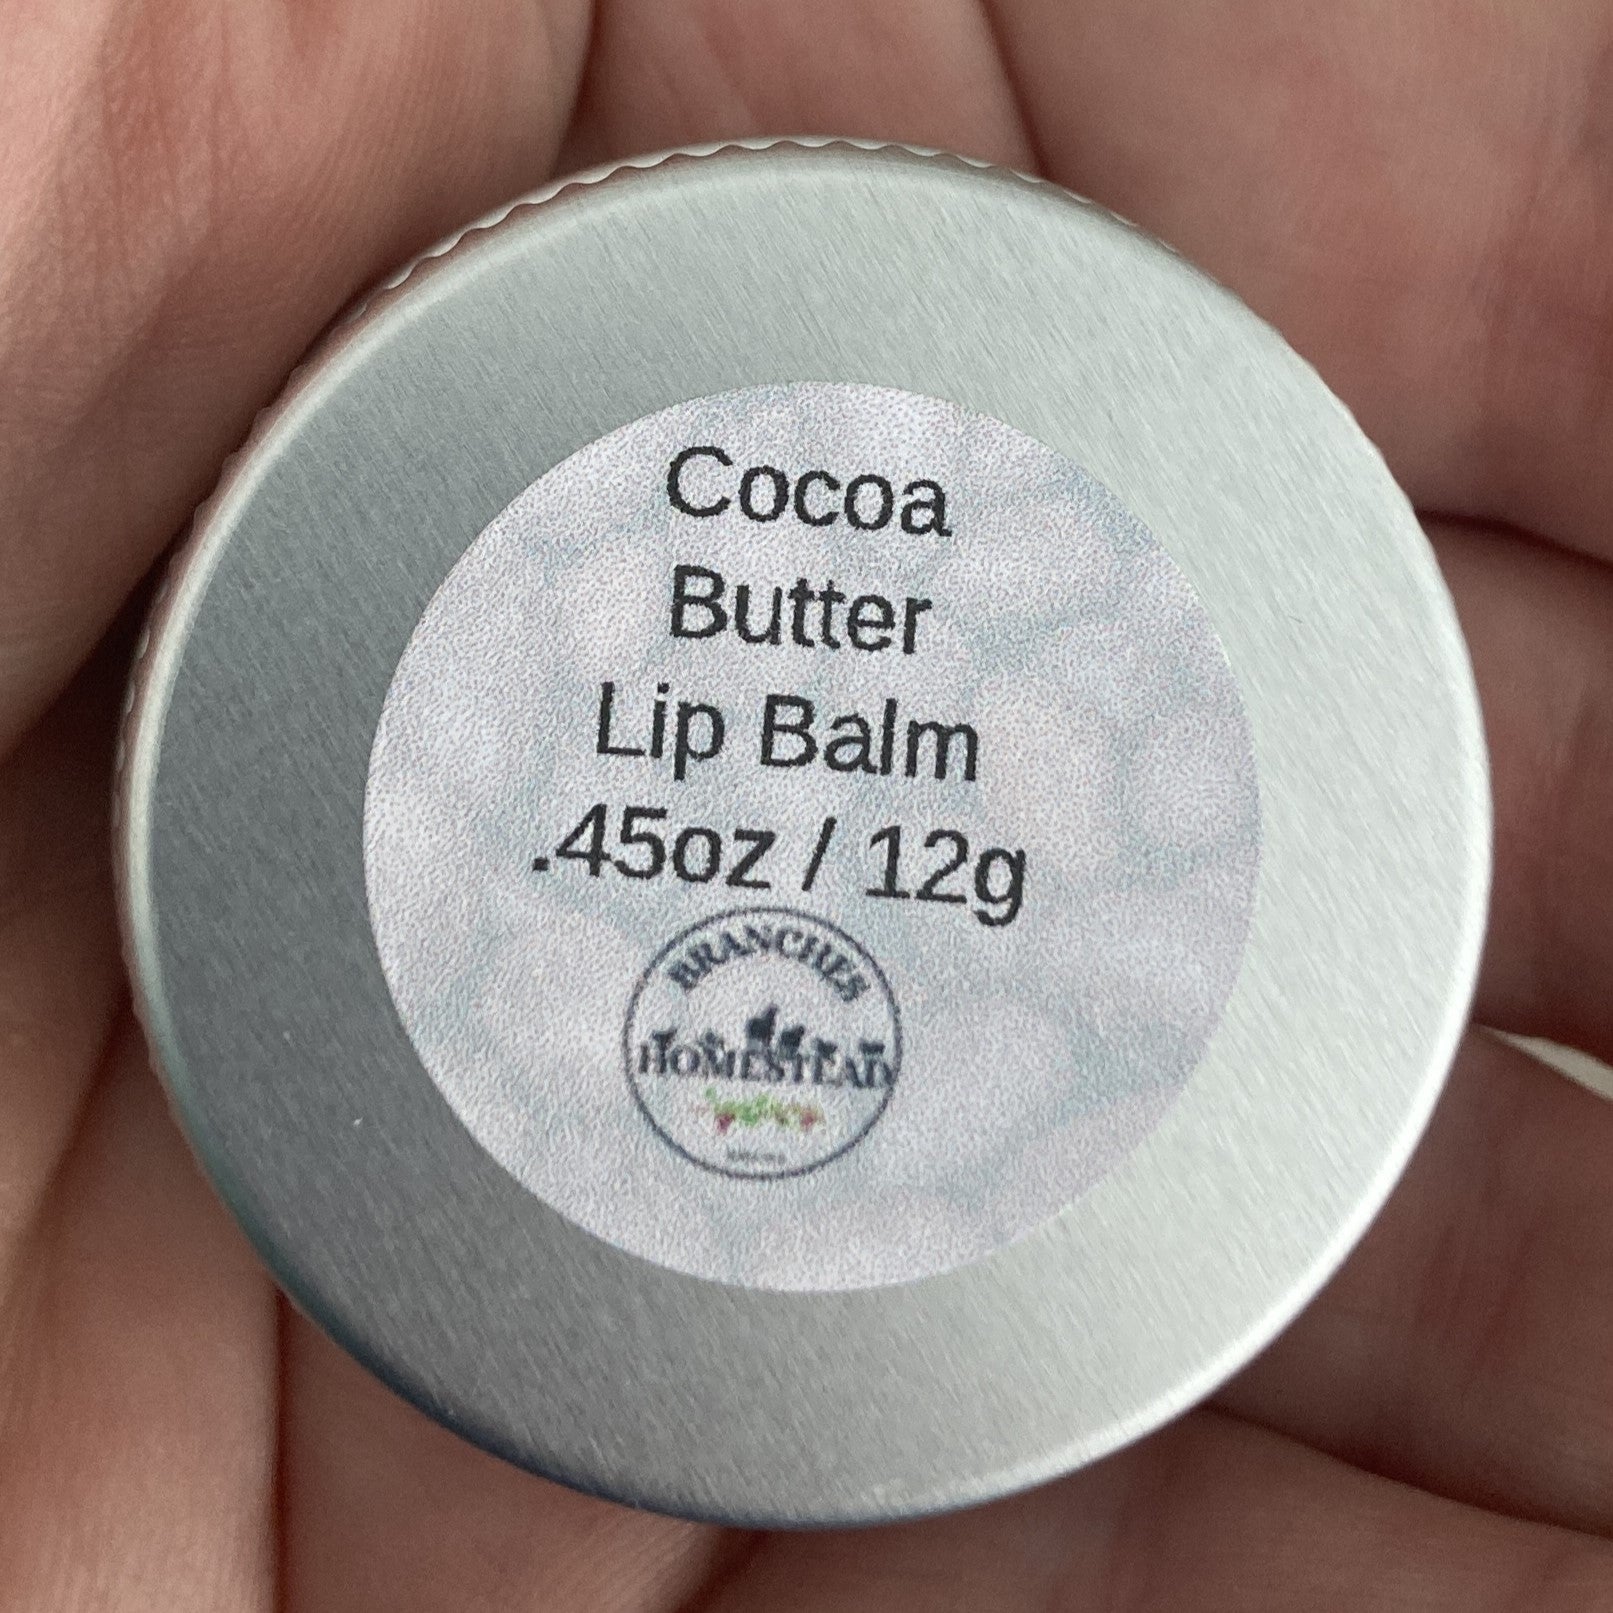 Cocoa
Butter
Lip Balm
.45oz / 12g
BRANCHES
HOMESTEAD